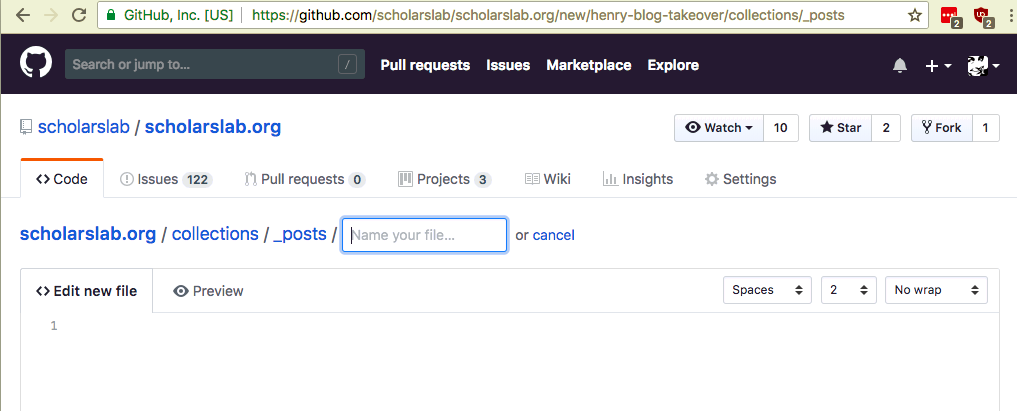 GitHub, Inc. [US] https://github.com/scholarslab/scholarslab.org/new/henry-blog-takeover/collections/_posts 2 2
Search or jump to... / Pull requests Issues Marketplace Explore
scholarslab / scholarslab.org Watch 10 Star 2 Fork 1
Code Issues 122 Pull requests 0 Projects 3 Wiki Insights Settings
scholarslab.org / collections / _posts / Name your file... or cancel
Edit new file Preview Spaces 2 No wrap
1